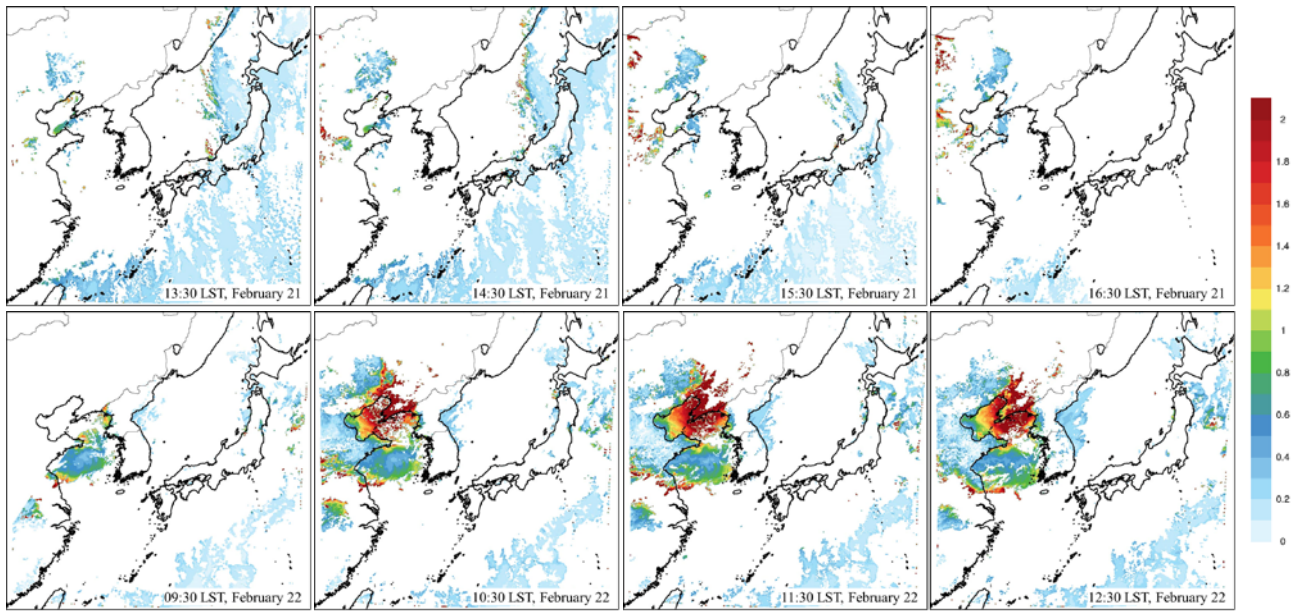 13:30 LST, February 21
14:30 LST, February 21
15:30 LST, February 21
16:30 LST, February 21
2
1.8
1.6
1.4
1.2
1
0.8
0.6
0.4
0.2
0
09:30 LST, February 22
10:30 LST, February 22
11:30 LST, February 22
12:30 LST, February 22